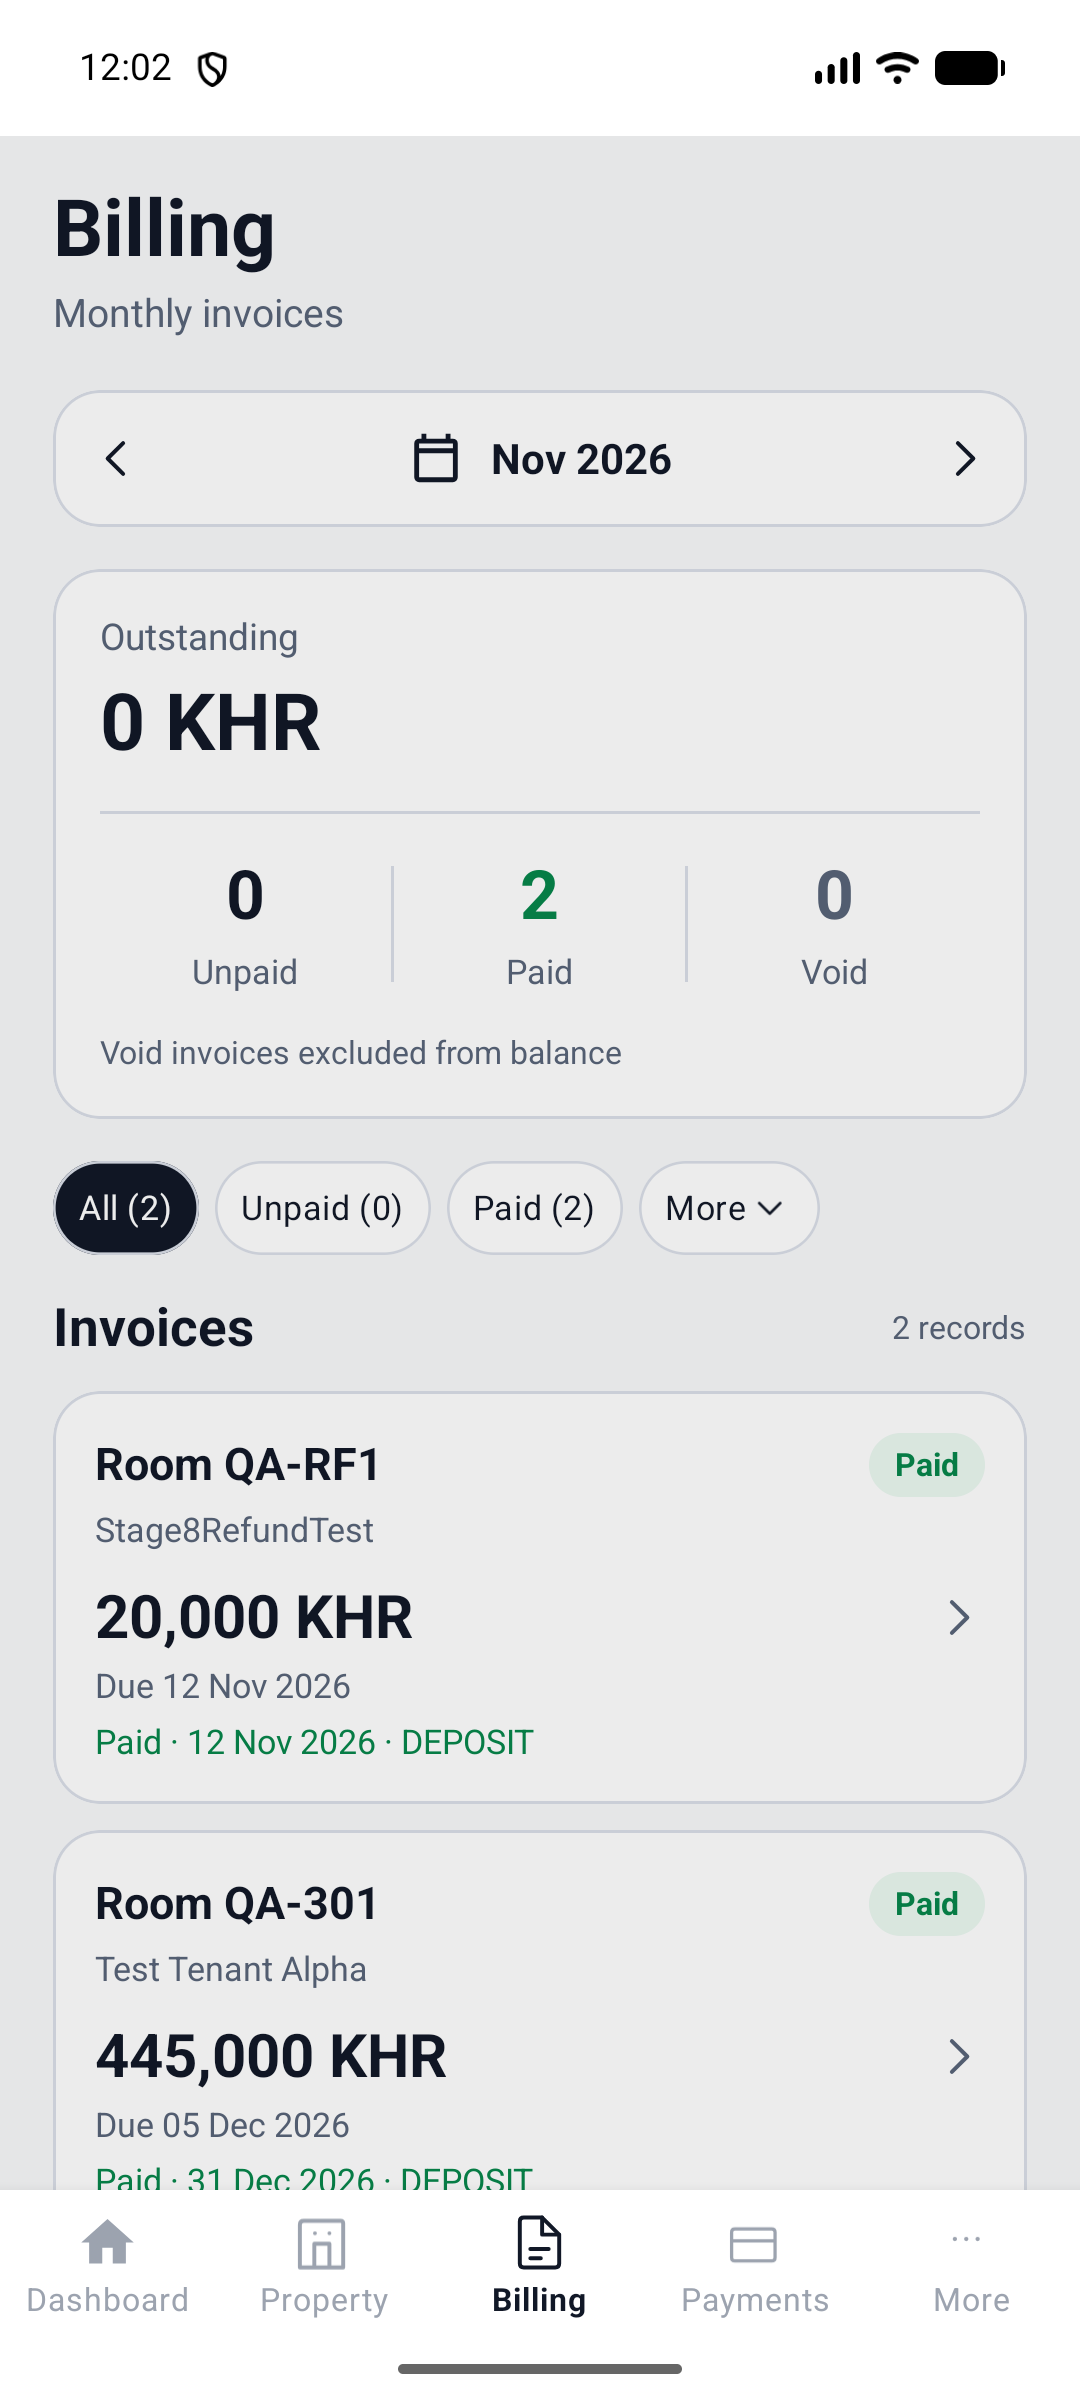 12:02
Billing
Monthly invoices
Nov 2026
Outstanding
0 KHR
0
2
0
Unpaid
Paid
Void
Void invoices excluded from balance
All (2)
Unpaid (0)
Paid (2)
More
Invoices
2 records
Room QA-RF1
Paid
Stage8RefundTest
20,000 KHR
Due 12 Nov 2026
Paid · 12 Nov 2026 · DEPOSIT
Room QA-301
Paid
Test Tenant Alpha
445,000 KHR
Due 05 Dec 2026
Paid · 31 Dec 2026 · DEPOSIT
Dashboard
Property
Billing
Payments
More